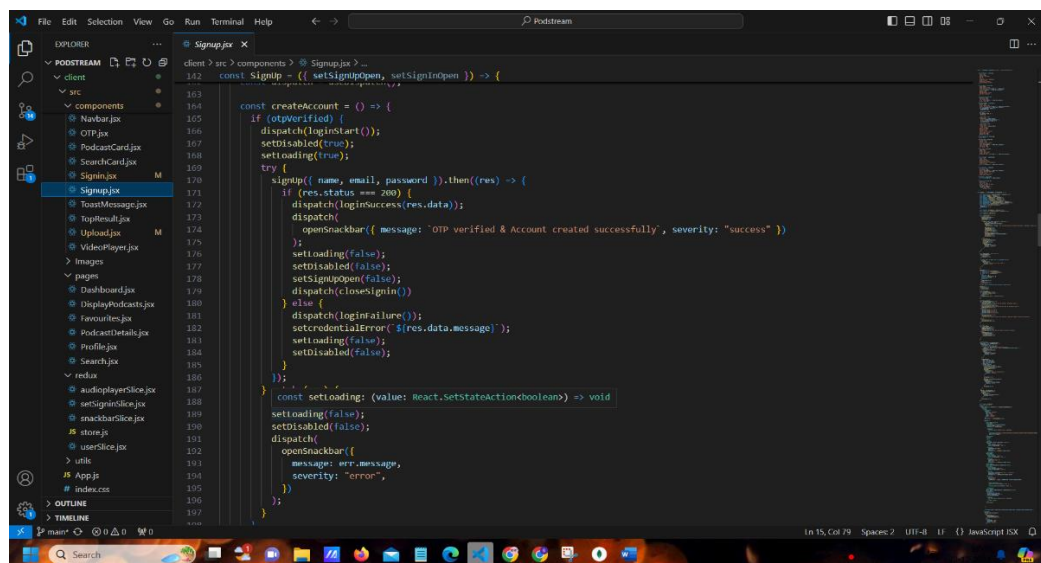 File Edit Selection View Go Run Terminal Help
Podstream
EXPLORER
PODSTREAM
client
src
components
Navbar.jsx
OTP.jsx
PodcastCard.jsx
SearchCard.jsx
Signin.jsx M
Signup.jsx
ToastMessage.jsx
TopResult.jsx
Upload.jsx M
VideoPlayer.jsx
Images
pages
Dashboard.jsx
DisplayPodcasts.jsx
Favourites.jsx
PodcastDetails.jsx
Profile.jsx
Search.jsx
redux
audioplayerSlice.jsx
setSigninSlice.jsx
snackbarSlice.jsx
JS store.js
userSlice.jsx
utils
JS App.js
# index.css
OUTLINE
TIMELINE
Signup.jsx
client > src > components > Signup.jsx > ...
142 const SignUp = ({ setSignUpOpen, setSignInOpen }) => {
163
164 const createAccount = () => {
165 if (otpVerified) {
166 dispatch(loginStart());
167 setDisabled(true);
168 setLoading(true);
169 try {
170 signUp({ name, email, password }).then((res) => {
171 if (res.status === 200) {
172 dispatch(loginSuccess(res.data));
173 dispatch(
174 openSnackbar({ message: `OTP verified & Account created successfully`, severity: "success" })
175 );
176 setLoading(false);
177 setDisabled(false);
178 setSignUpOpen(false);
179 dispatch(closeSignin())
180 } else {
181 dispatch(loginFailure());
182 setcredentialError(`${res.data.message}`);
183 setLoading(false);
184 setDisabled(false);
185 }
186 });
187 }
const setLoading: (value: React.SetStateAction<boolean>) => void
188
189 setLoading(false);
190 setDisabled(false);
191 dispatch(
192 openSnackbar({
193 message: err.message,
194 severity: "error",
195 })
196 );
197 }
main* 0 0 0 Ln 15, Col 79 Spaces: 2 UTF-8 LF {} JavaScript JSX
Search